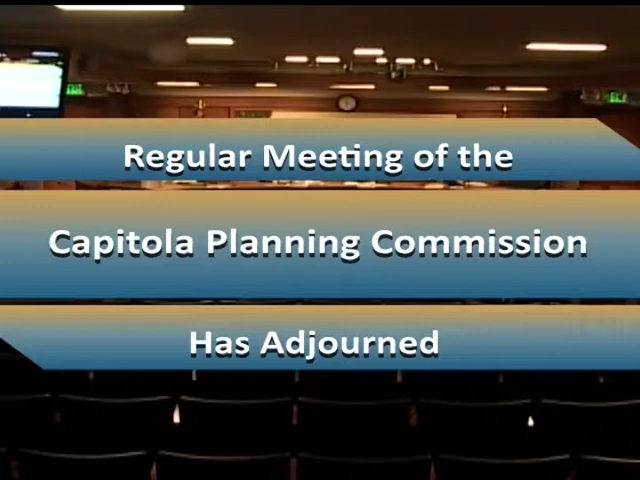 Regular Meeting of the
Capitola Planning Commission
Has Adjourned